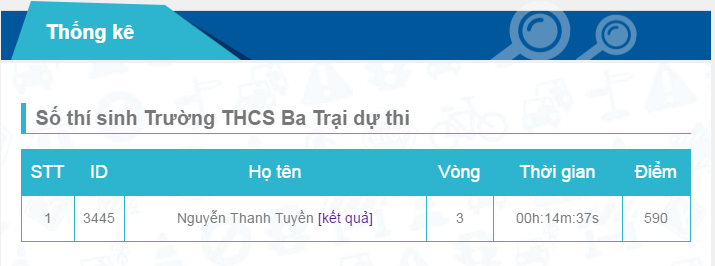 Thống kê
Số thí sinh Trường THCS Ba Trại dự thi
STT ID Họ tên Vòng Thời gian Điểm
1 3445 Nguyễn Thanh Tuyền [kết quả] 3 00h:14m:37s 590